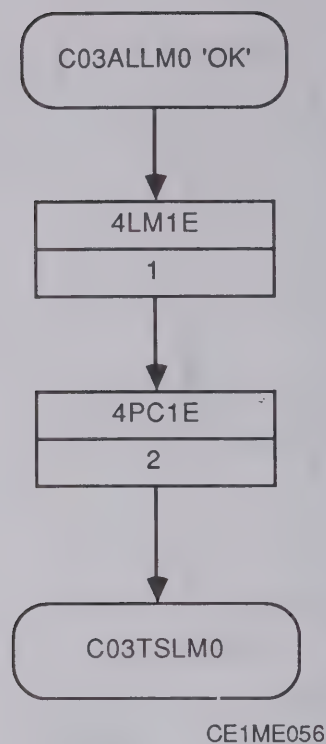 C03ALLM0 'OK'
4LM1E
1
4PC1E
2
C03TSLM0
CE1ME056